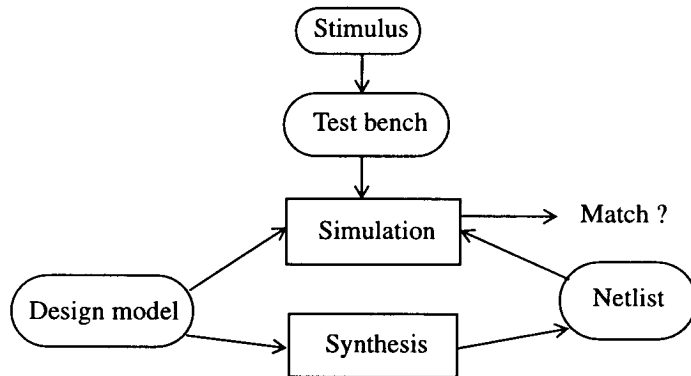 Stimulus
Test bench
Simulation
Match ?
Design model
Netlist
Synthesis